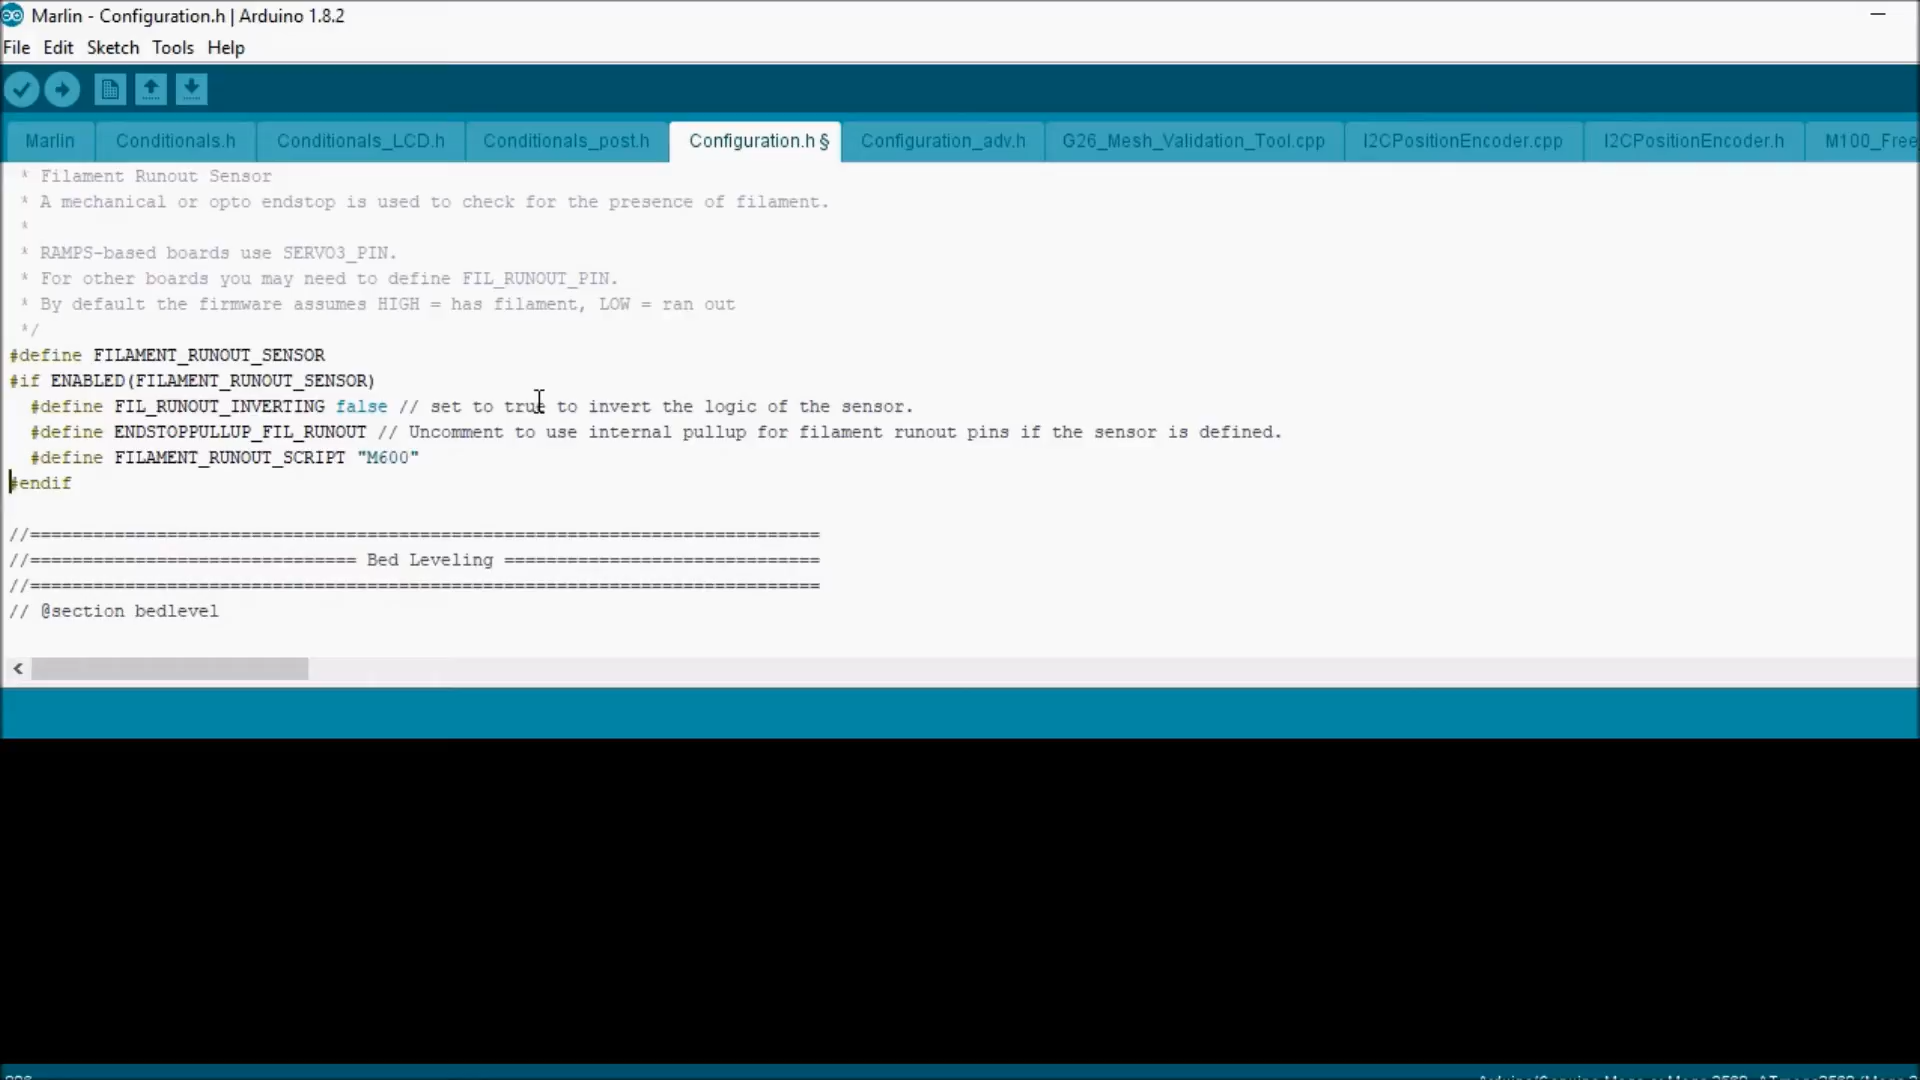 Marlin - Configuration.h | Arduino 1.8.2
File Edit Sketch Tools Help
Marlin Conditionals.h Conditionals_LCD.h Conditionals_post.h Configuration.h § Configuration_adv.h G26_Mesh_Validation_Tool.cpp I2CPositionEncoder.cpp I2CPositionEncoder.h M100_Free
* Filament Runout Sensor
* A mechanical or opto endstop is used to check for the presence of filament.
*
* RAMPS-based boards use SERVO3_PIN.
* For other boards you may need to define FIL_RUNOUT_PIN.
* By default the firmware assumes HIGH = has filament, LOW = ran out
*/
#define FILAMENT_RUNOUT_SENSOR
#if ENABLED(FILAMENT_RUNOUT_SENSOR)
#define FIL_RUNOUT_INVERTING false // set to true to invert the logic of the sensor.
#define ENDSTOPPULLUP_FIL_RUNOUT // Uncomment to use internal pullup for filament runout pins if the sensor is defined.
#define FILAMENT_RUNOUT_SCRIPT "M600"
#endif
//===========================================================================
//=============================== Bed Leveling ==============================
//===========================================================================
// @section bedlevel